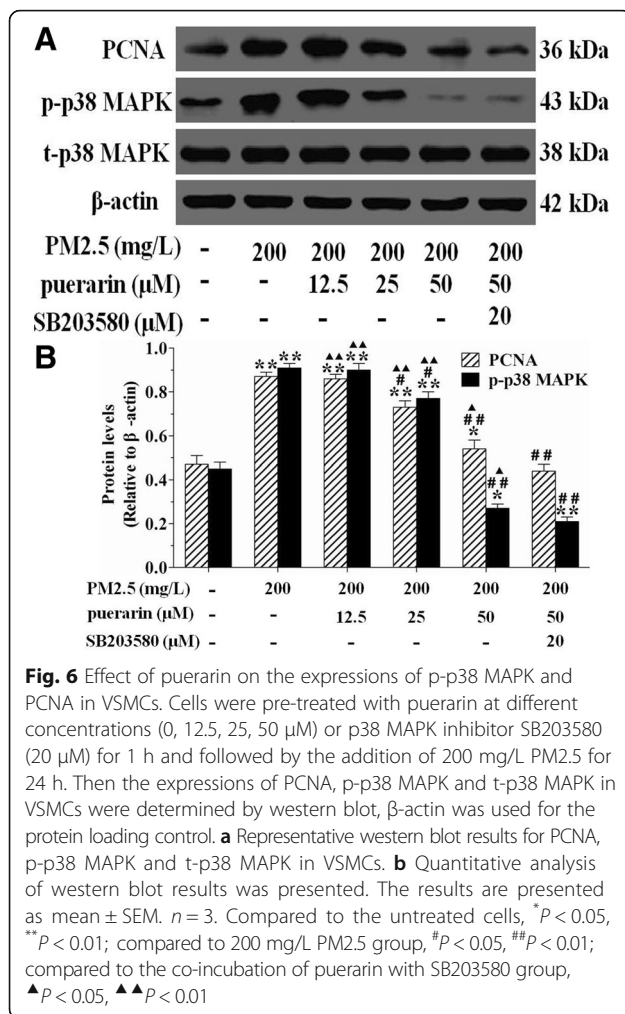 A
PCNA 36 kDa
p-p38 MAPK 43 kDa
t-p38 MAPK 38 kDa
β-actin 42 kDa
PM2.5 (mg/L) - 200 200 200 200 200
puerarin (μM) - - 12.5 25 50 50
SB203580 (μM) - - - - - 20
B
PCNA
p-p38 MAPK
Protein levels
(Relative to β -actin)
1.0
0.8
0.6
0.4
0.2
0.0
** **
▲▲ ** ▲▲ **
▲▲ # ** ▲▲ # **
▲ ## * ▲ ## *
## ## **
PM2.5 (mg/L) - 200 200 200 200 200
puerarin (μM) - - 12.5 25 50 50
SB203580 (μM) - - - - - 20
Fig. 6 Effect of puerarin on the expressions of p-p38 MAPK and
PCNA in VSMCs. Cells were pre-treated with puerarin at different
concentrations (0, 12.5, 25, 50 μM) or p38 MAPK inhibitor SB203580
(20 μM) for 1 h and followed by the addition of 200 mg/L PM2.5 for
24 h. Then the expressions of PCNA, p-p38 MAPK and t-p38 MAPK in
VSMCs were determined by western blot, β-actin was used for the
protein loading control. a Representative western blot results for PCNA,
p-p38 MAPK and t-p38 MAPK in VSMCs. b Quantitative analysis
of western blot results was presented. The results are presented
as mean ± SEM. n = 3. Compared to the untreated cells, *P < 0.05,
**P < 0.01; compared to 200 mg/L PM2.5 group, #P < 0.05, ##P < 0.01;
compared to the co-incubation of puerarin with SB203580 group,
▲P < 0.05, ▲▲P < 0.01